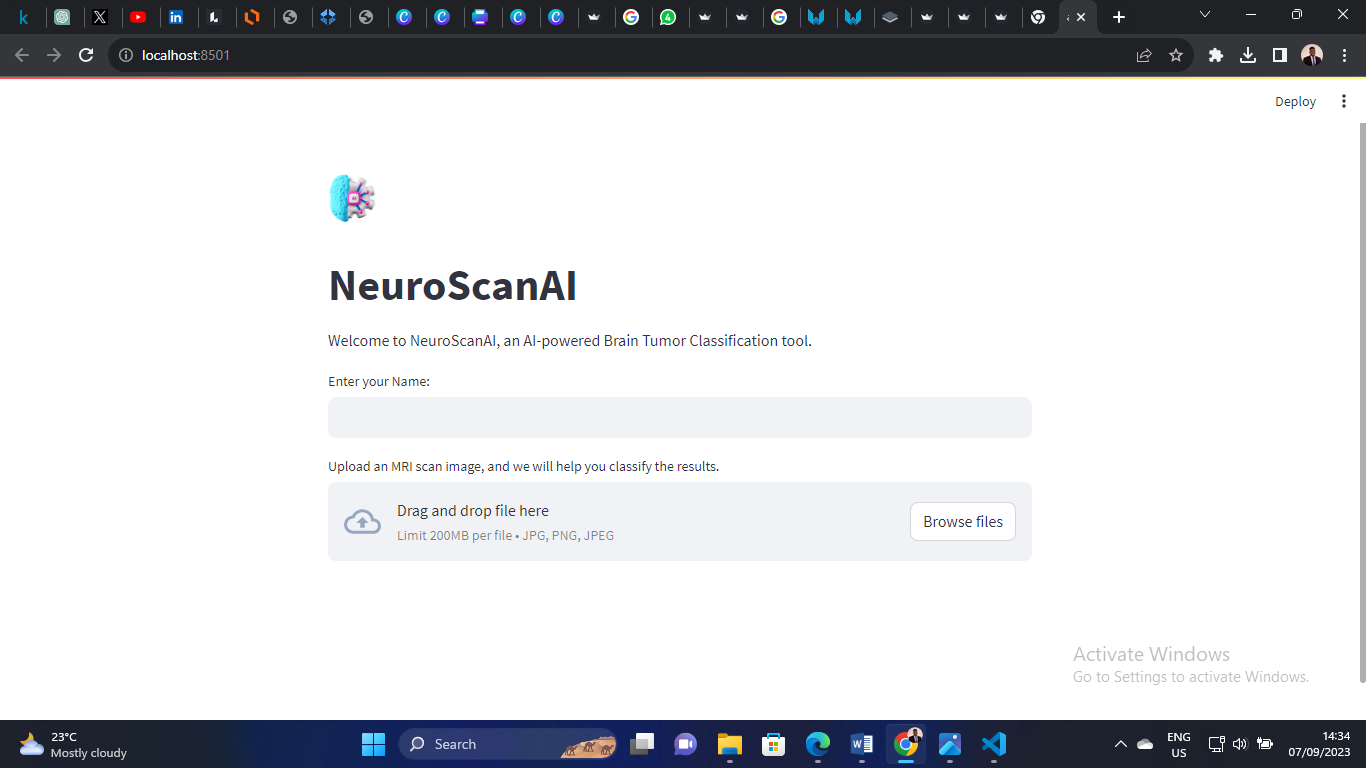 localhost:8501
Deploy
AI
NeuroScanAI
Welcome to NeuroScanAI, an AI-powered Brain Tumor Classification tool.
Enter your Name:
Upload an MRI scan image, and we will help you classify the results.
Drag and drop file here
Limit 200MB per file • JPG, PNG, JPEG
Browse files
Activate Windows
Go to Settings to activate Windows.
23°C
Mostly cloudy
Search
ENG
US
14:34
07/09/2023